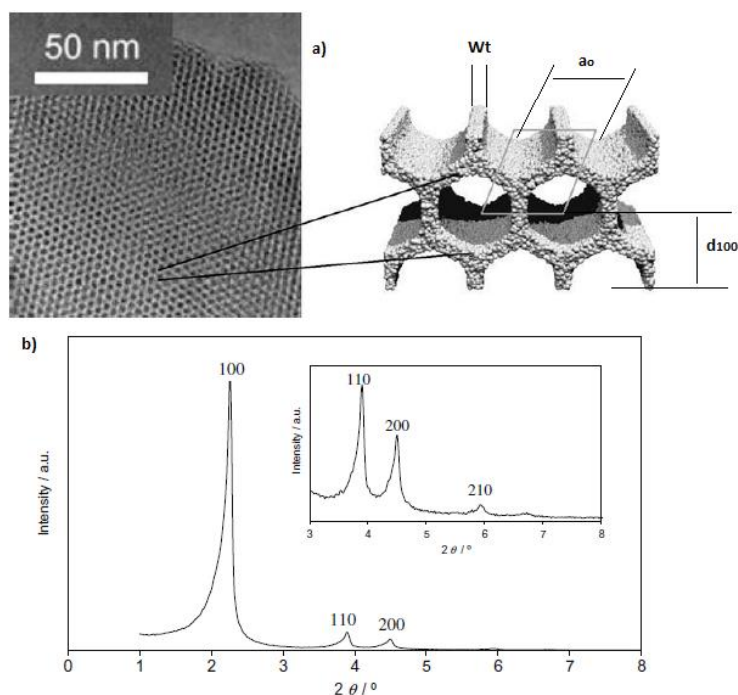 50 nm
a)
Wt
a₀
d100
b)
100
110
200
Intensity / a.u.
0 1 2 3 4 5 6 7 8
2 θ / °
110
200
210
Intensity / a.u.
3 4 5 6 7 8
2 θ / °